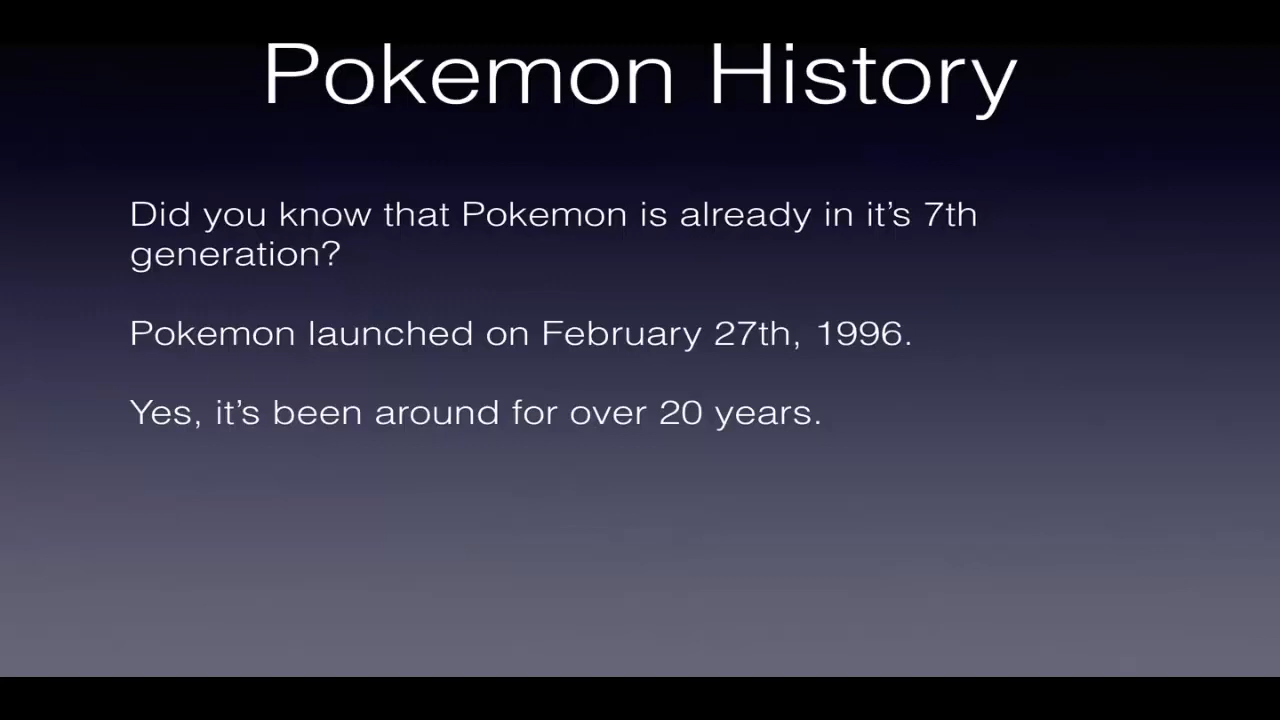 Pokemon History
Did you know that Pokemon is already in it’s 7th
generation?
Pokemon launched on February 27th, 1996.
Yes, it’s been around for over 20 years.